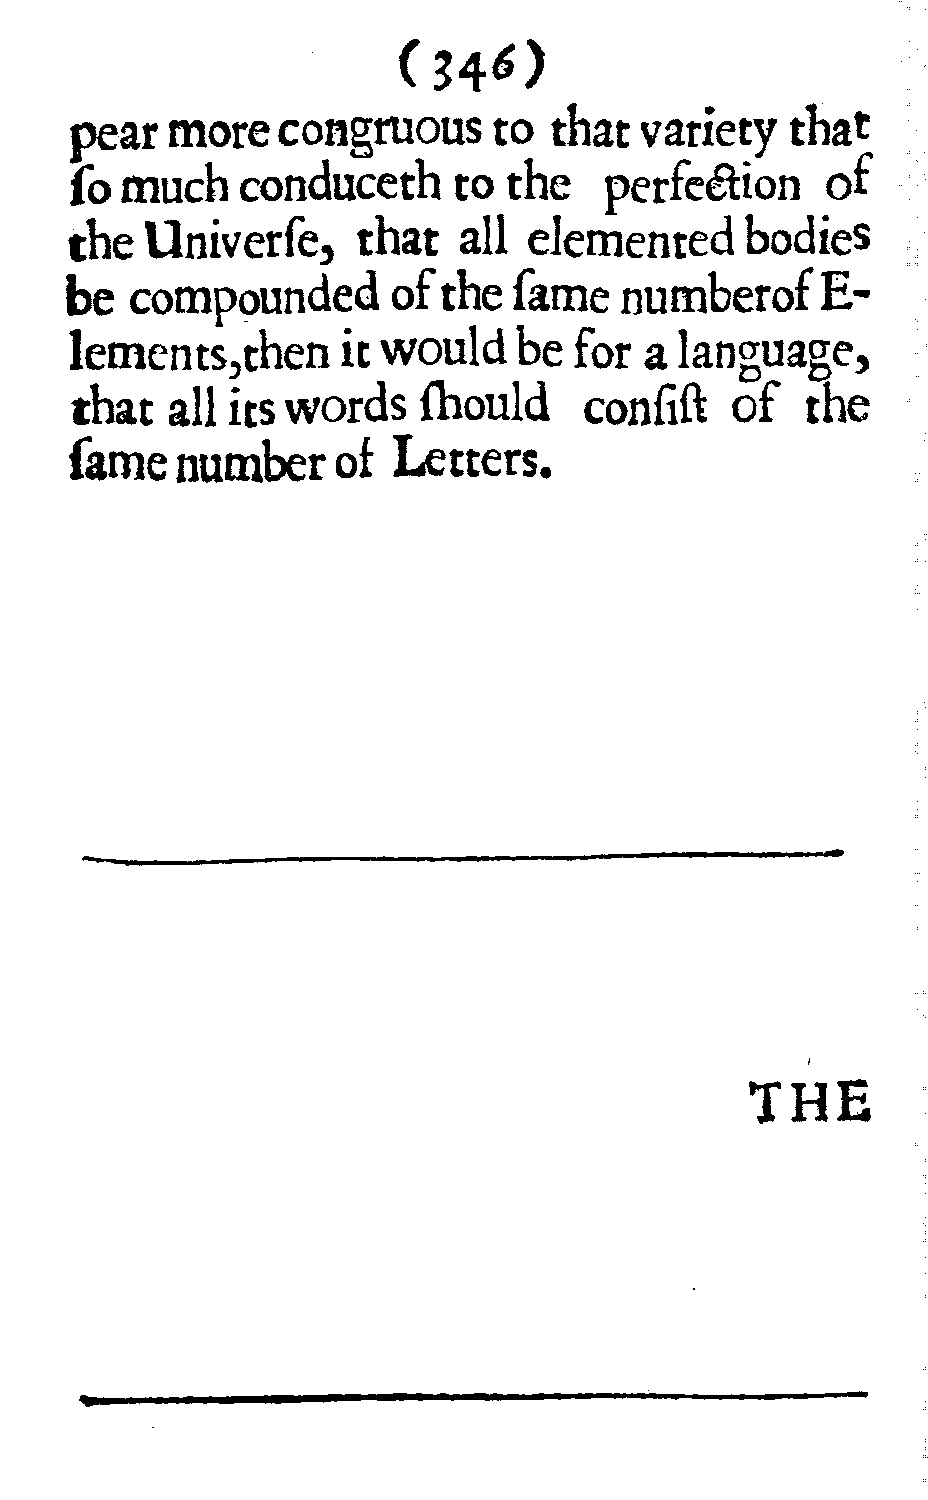 (346)
pear more congruous to that variety that
ſo much conduceth to the perfection of
the Univerſe, that all elemented bodies
be compounded of the ſame numberof E-
lements,then it would be for a language,
that all its words ſhould conſiſt of the
ſame number of Letters.
THE